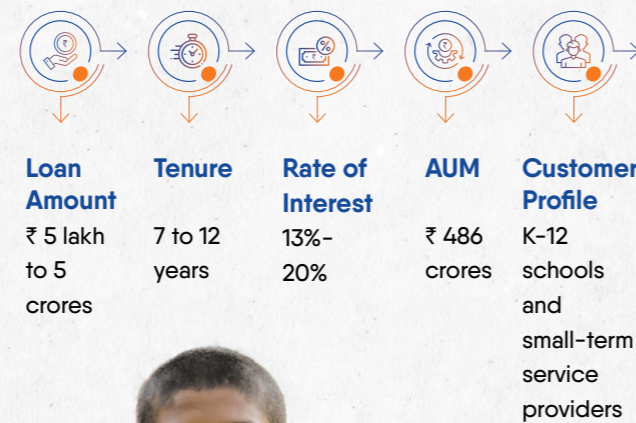 Loan
Amount
₹ 5 lakh
to 5
crores
Tenure
7 to 12
years
Rate of
Interest
13%-
20%
AUM
₹ 486
crores
Customer
Profile
K-12
schools
and
small-term
service
providers